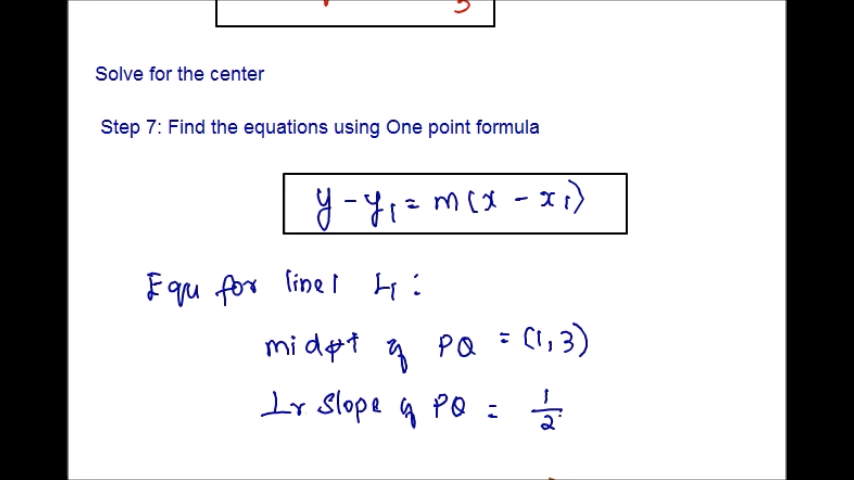 Solve for the center
Step 7: Find the equations using One point formula
y - y₁ = m(x - x₁)
Equ for line1 L₁ :
midpt of PQ = (1, 3)
⊥r slope of PQ = 1/2